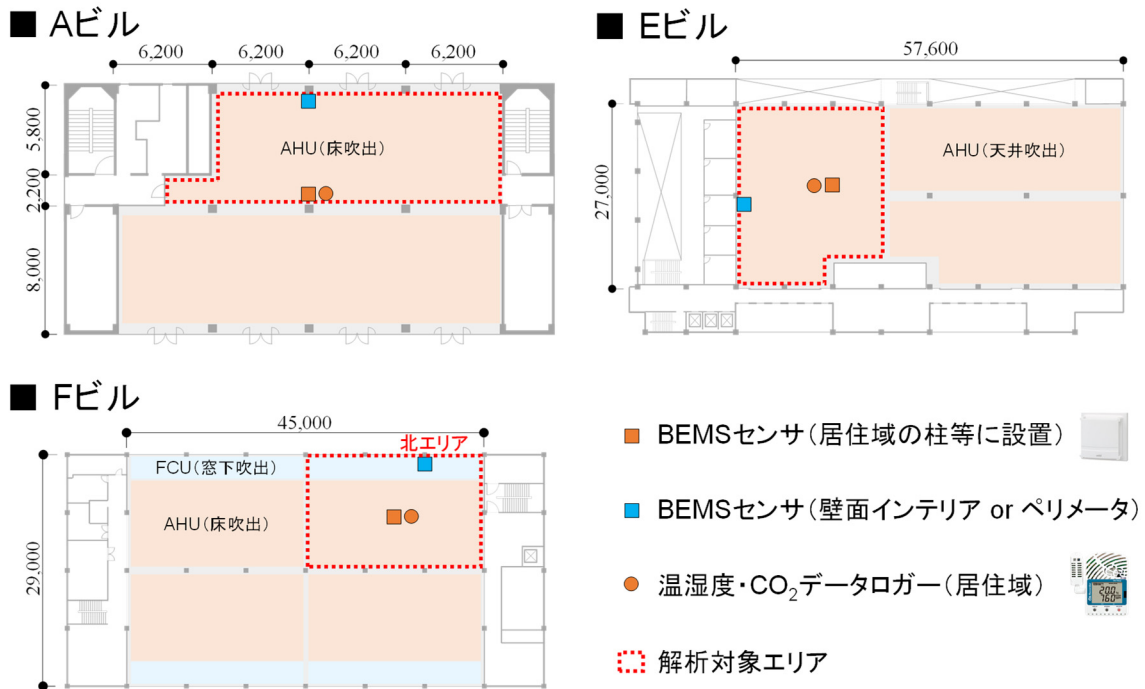 ■ Aビル
6,200 6,200 6,200 6,200
5,800
2,200
8,000
AHU(床吹出)
■ Eビル
57,600
27,000
AHU(天井吹出)
■ Fビル
45,000
北エリア
29,000
FCU(窓下吹出)
AHU(床吹出)
BEMSセンサ(居住域の柱等に設置)
BEMSセンサ(壁面インテリア or ペリメータ)
温湿度・CO₂データロガー(居住域)
解析対象エリア